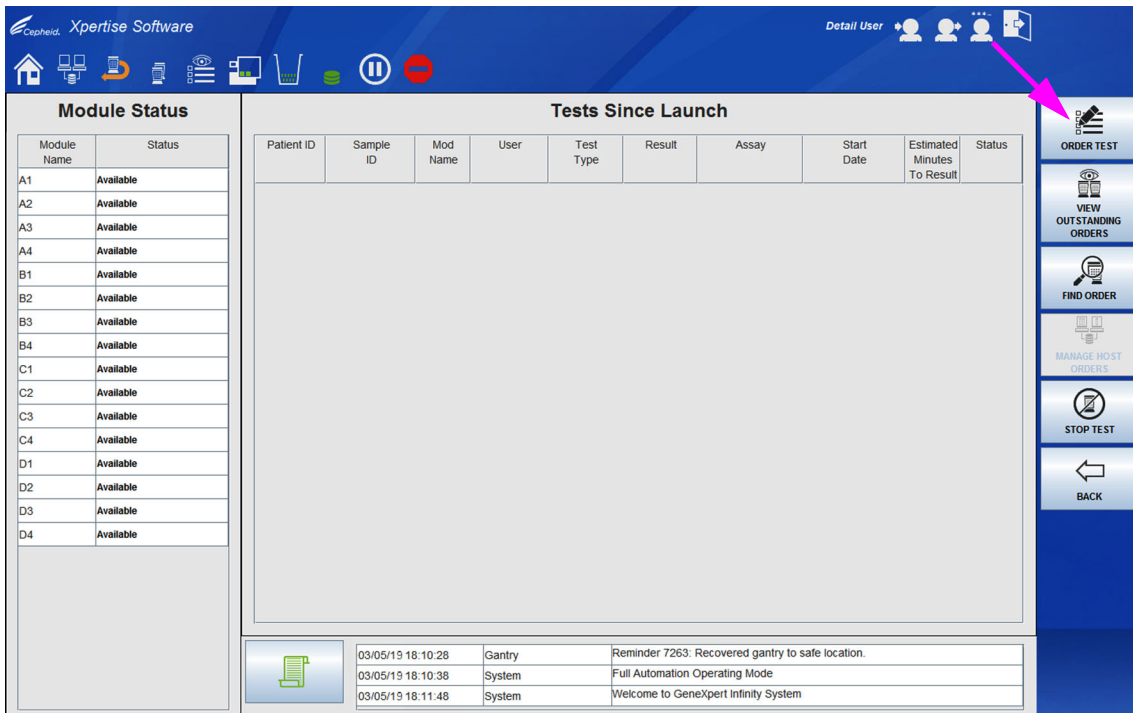 Cepheid. Xpertise Software
Detail User
Module Status
Module Name
Status
A1 Available
A2 Available
A3 Available
A4 Available
B1 Available
B2 Available
B3 Available
B4 Available
C1 Available
C2 Available
C3 Available
C4 Available
D1 Available
D2 Available
D3 Available
D4 Available
Tests Since Launch
Patient ID
Sample ID
Mod Name
User
Test Type
Result
Assay
Start Date
Estimated Minutes To Result
Status
03/05/19 18:10:28 Gantry Reminder 7263: Recovered gantry to safe location.
03/05/19 18:10:38 System Full Automation Operating Mode
03/05/19 18:11:48 System Welcome to GeneXpert Infinity System
ORDER TEST
VIEW
OUTSTANDING
ORDERS
FIND ORDER
MANAGE HOST
ORDERS
STOP TEST
BACK